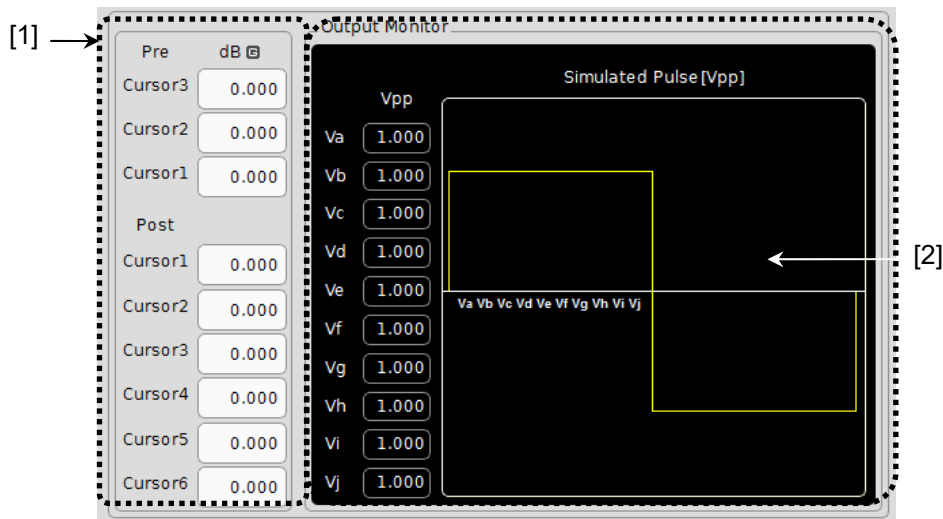 [1]
Pre dB G
Cursor3 0.000
Cursor2 0.000
Cursor1 0.000
Post
Cursor1 0.000
Cursor2 0.000
Cursor3 0.000
Cursor4 0.000
Cursor5 0.000
Cursor6 0.000
Output Monitor
Simulated Pulse[Vpp]
Vpp
Va 1.000
Vb 1.000
Vc 1.000
Vd 1.000
Ve 1.000
Vf 1.000
Vg 1.000
Vh 1.000
Vi 1.000
Vj 1.000
Va Vb Vc Vd Ve Vf Vg Vh Vi Vj
[2]